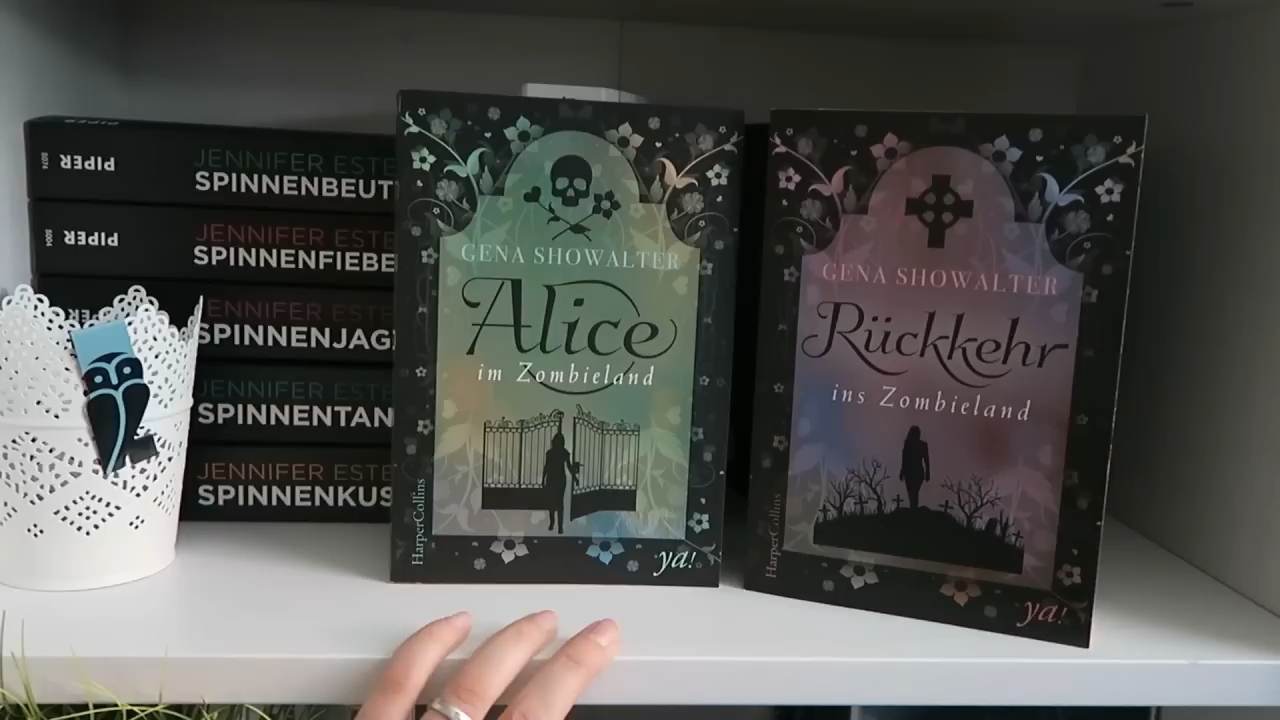 PIPER
JENNIFER ESTE
SPINNENBEUT
PIPER
JENNIFER ESTE
SPINNENFIEBE
JENNIFER ESTE
SPINNENJAG
JENNIFER ESTE
SPINNENTAN
JENNIFER ESTE
SPINNENKUS
GENA SHOWALTER
Alice
im Zombieland
HarperCollins
ya!
GENA SHOWALTER
Rückkehr
ins Zombieland
HarperCollins
ya!